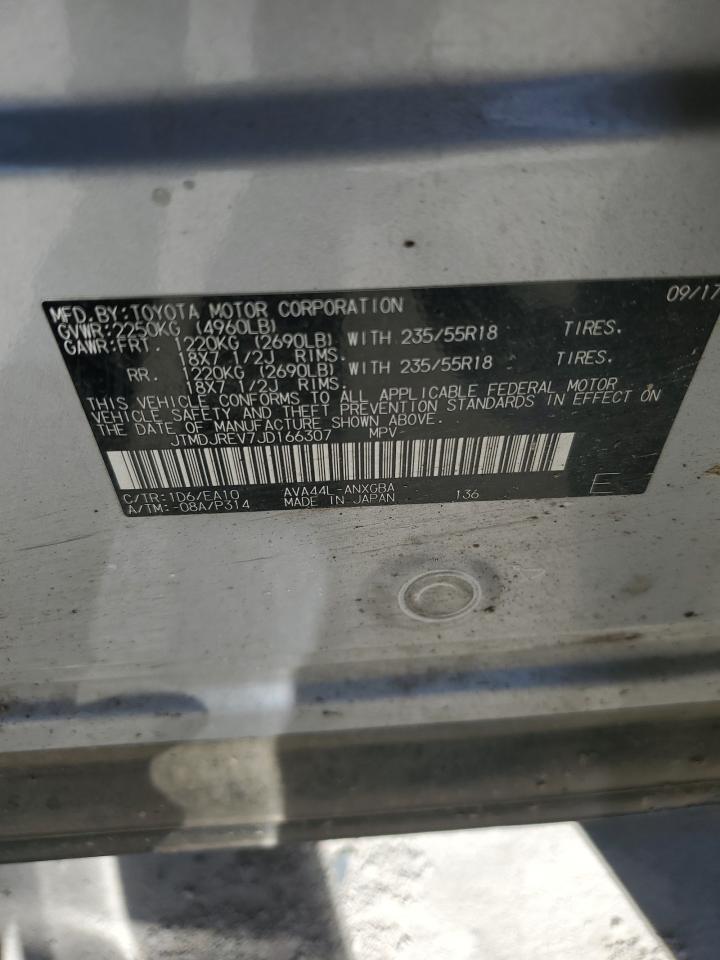 09/17
MFD.BY:TOYOTA MOTOR CORPORATION
GVWR:2250KG (4960LB)
GAWR:FRT. 1220KG (2690LB) WITH 235/55R18 TIRES.
18X7 1/2J RIMS.
RR. 1220KG (2690LB) WITH 235/55R18 TIRES.
18X7 1/2J RIMS.
THIS VEHICLE CONFORMS TO ALL APPLICABLE FEDERAL MOTOR
VEHICLE SAFETY AND THEFT PREVENTION STANDARDS IN EFFECT ON
THE DATE OF MANUFACTURE SHOWN ABOVE.
JTMDJREV7JD166307 MPV
C/TR:1D6/EA10 AVA44L-ANXGBA 136 E
A/TM:-08A/P314 MADE IN JAPAN